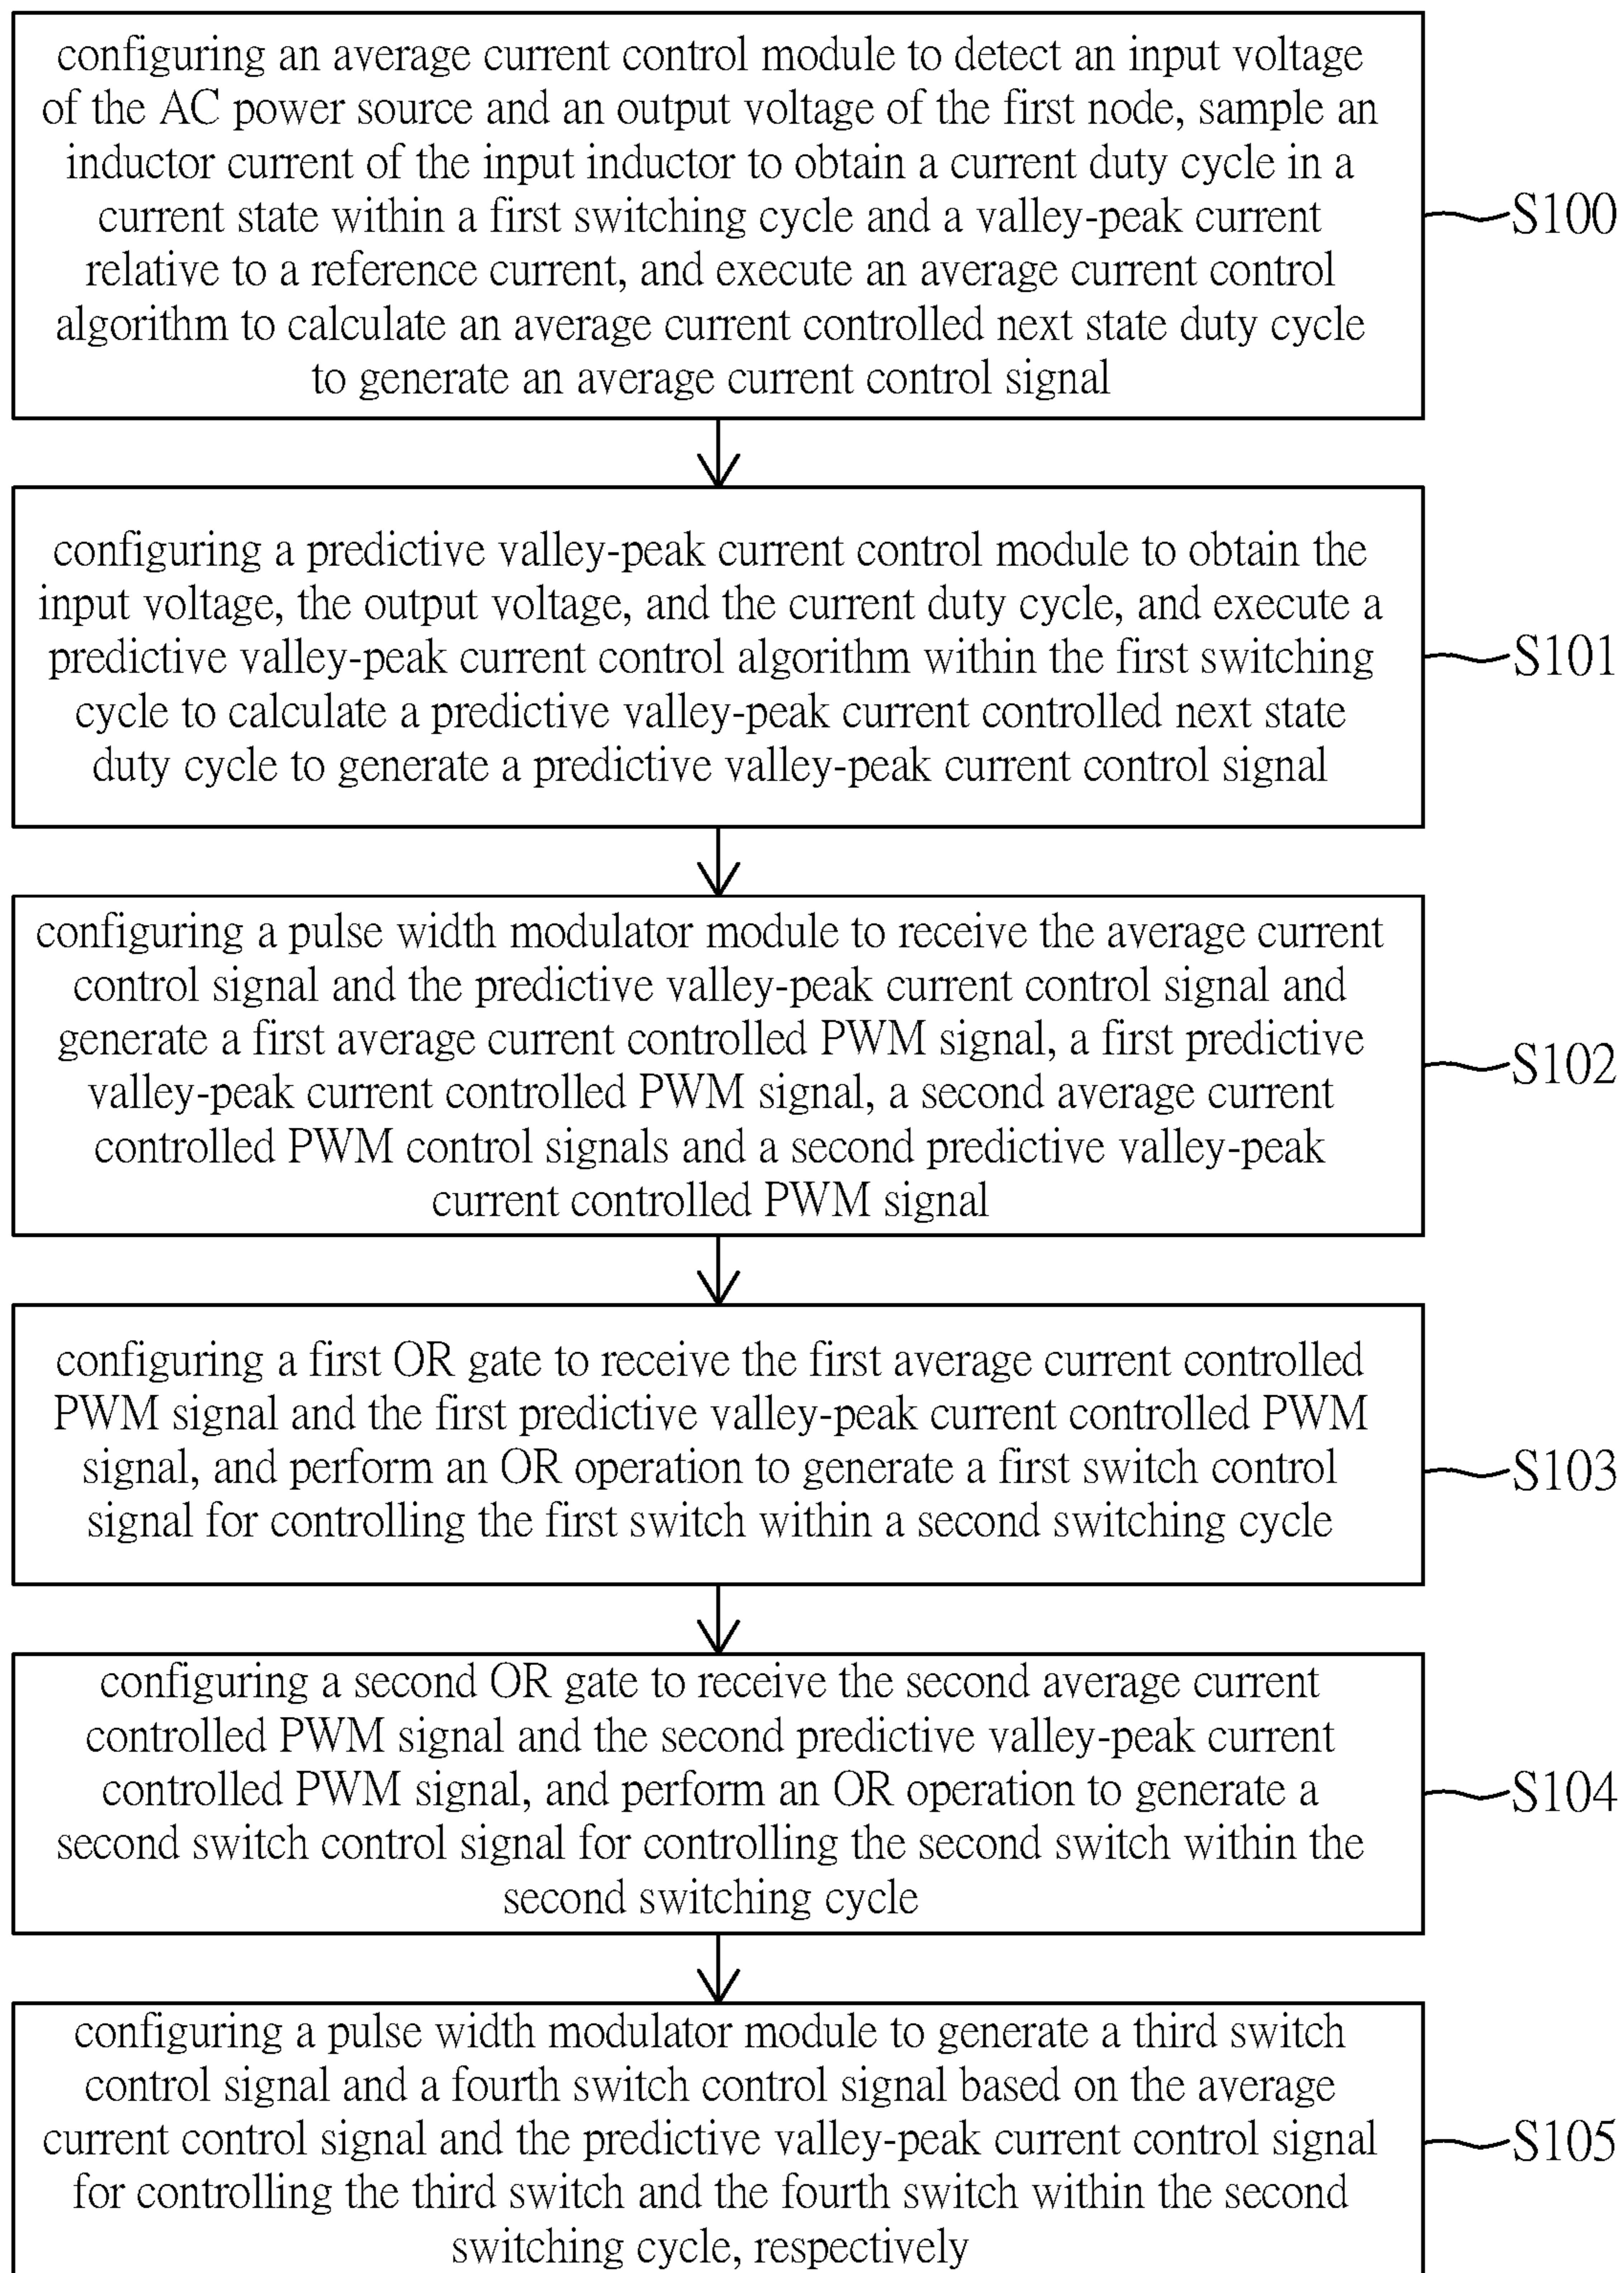 configuring an average current control module to detect an input voltage
of the AC power source and an output voltage of the first node, sample an
inductor current of the input inductor to obtain a current duty cycle in a
current state within a first switching cycle and a valley-peak current
relative to a reference current, and execute an average current control
algorithm to calculate an average current controlled next state duty cycle
to generate an average current control signal
S100
configuring a predictive valley-peak current control module to obtain the
input voltage, the output voltage, and the current duty cycle, and execute a
predictive valley-peak current control algorithm within the first switching
cycle to calculate a predictive valley-peak current controlled next state
duty cycle to generate a predictive valley-peak current control signal
S101
configuring a pulse width modulator module to receive the average current
control signal and the predictive valley-peak current control signal and
generate a first average current controlled PWM signal, a first predictive
valley-peak current controlled PWM signal, a second average current
controlled PWM control signals and a second predictive valley-peak
current controlled PWM signal
S102
configuring a first OR gate to receive the first average current controlled
PWM signal and the first predictive valley-peak current controlled PWM
signal, and perform an OR operation to generate a first switch control
signal for controlling the first switch within a second switching cycle
S103
configuring a second OR gate to receive the second average current
controlled PWM signal and the second predictive valley-peak current
controlled PWM signal, and perform an OR operation to generate a
second switch control signal for controlling the second switch within the
second switching cycle
S104
configuring a pulse width modulator module to generate a third switch
control signal and a fourth switch control signal based on the average
current control signal and the predictive valley-peak current control signal
for controlling the third switch and the fourth switch within the second
switching cycle, respectively
S105